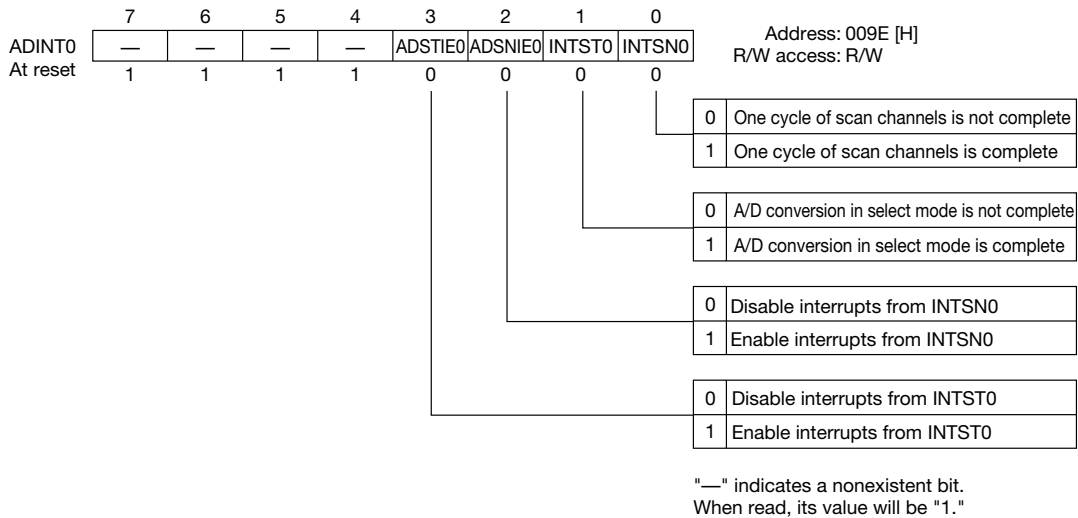 7 6 5 4 3 2 1 0
ADINT0 — — — — ADSTIE0 ADSNIE0 INTST0 INTSN0
At reset 1 1 1 1 0 0 0 0
Address: 009E [H]
R/W access: R/W
0 One cycle of scan channels is not complete
1 One cycle of scan channels is complete
0 A/D conversion in select mode is not complete
1 A/D conversion in select mode is complete
0 Disable interrupts from INTSN0
1 Enable interrupts from INTSN0
0 Disable interrupts from INTST0
1 Enable interrupts from INTST0
"—" indicates a nonexistent bit.
When read, its value will be "1."